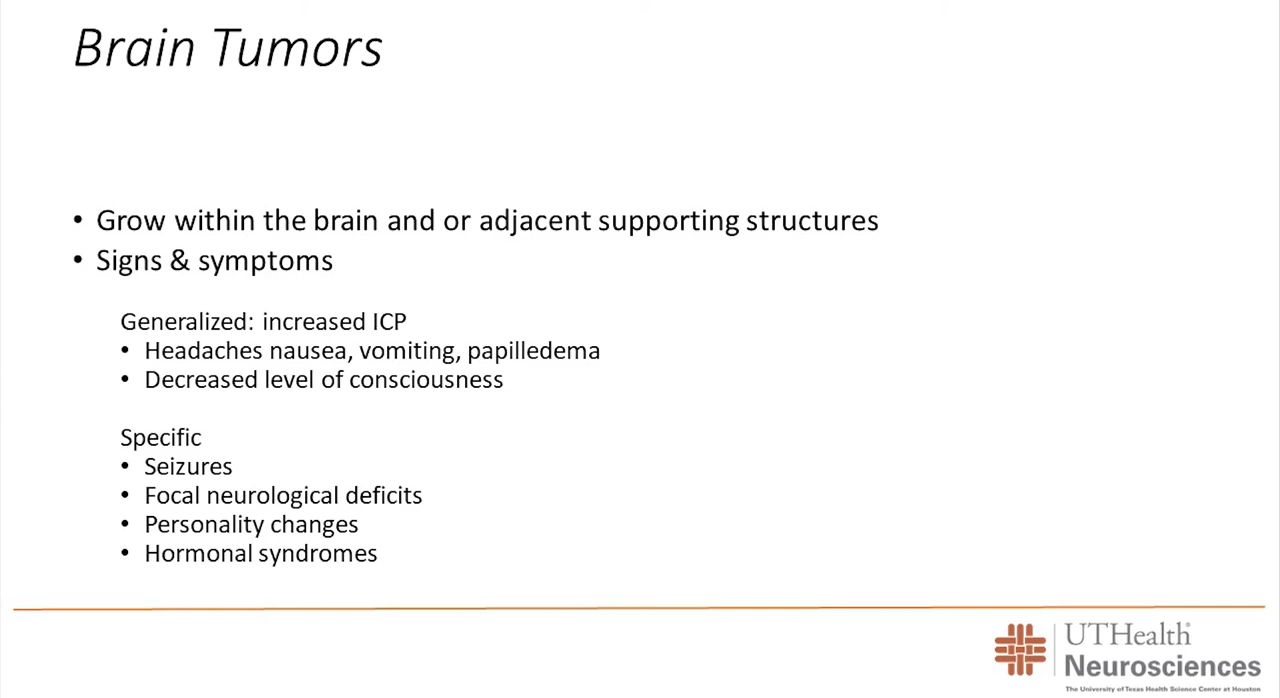 Brain Tumors
• Grow within the brain and or adjacent supporting structures
• Signs & symptoms
Generalized: increased ICP
• Headaches nausea, vomiting, papilledema
• Decreased level of consciousness
Specific
• Seizures
• Focal neurological deficits
• Personality changes
• Hormonal syndromes
UTHealth®
Neurosciences
The University of Texas Health Science Center at Houston